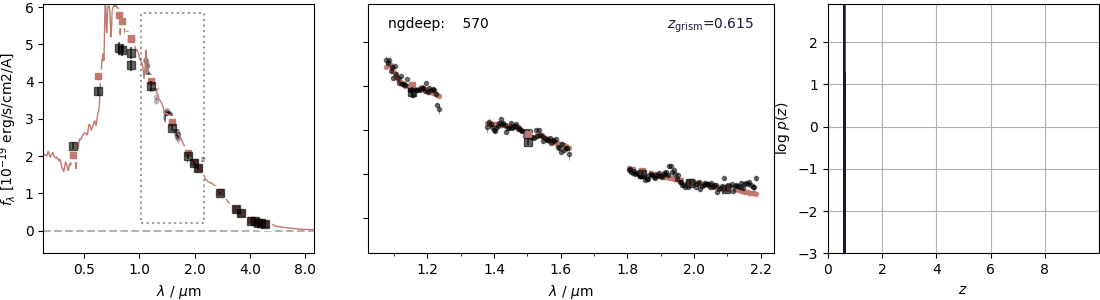 ngdeep: 570
z_grism=0.615
f_λ [10^−19 erg/s/cm2/A]
6
5
4
3
2
1
0
0.5 1.0 2.0 4.0 8.0
λ / μm
1.2 1.4 1.6 1.8 2.0 2.2
λ / μm
log p(z)
2
1
0
−1
−2
−3
0 2 4 6 8
z